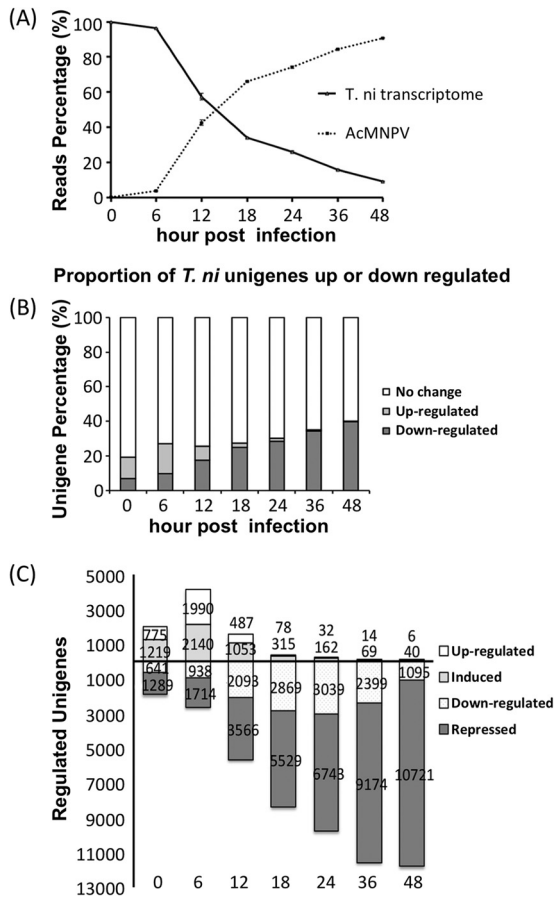 (A)
Reads Percentage (%)
100
80
60
40
20
0
T. ni transcriptome
AcMNPV
0 6 12 18 24 36 48
hour post infection
Proportion of T. ni unigenes up or down regulated
(B)
Unigene Percentage (%)
100
80
60
40
20
0
No change
Up-regulated
Down-regulated
0 6 12 18 24 36 48
hour post infection
(C)
Regulated Unigenes
5000
3000
1000
1000
3000
5000
7000
9000
11000
13000
775 1990 487 78 32 14 6
1219 2140 1053 315 162 69 40
641 938 2093 2869 3039 2399 1095
1289 1714 3566 5529 6743 9174 10721
Up-regulated
Induced
Down-regulated
Repressed
0 6 12 18 24 36 48